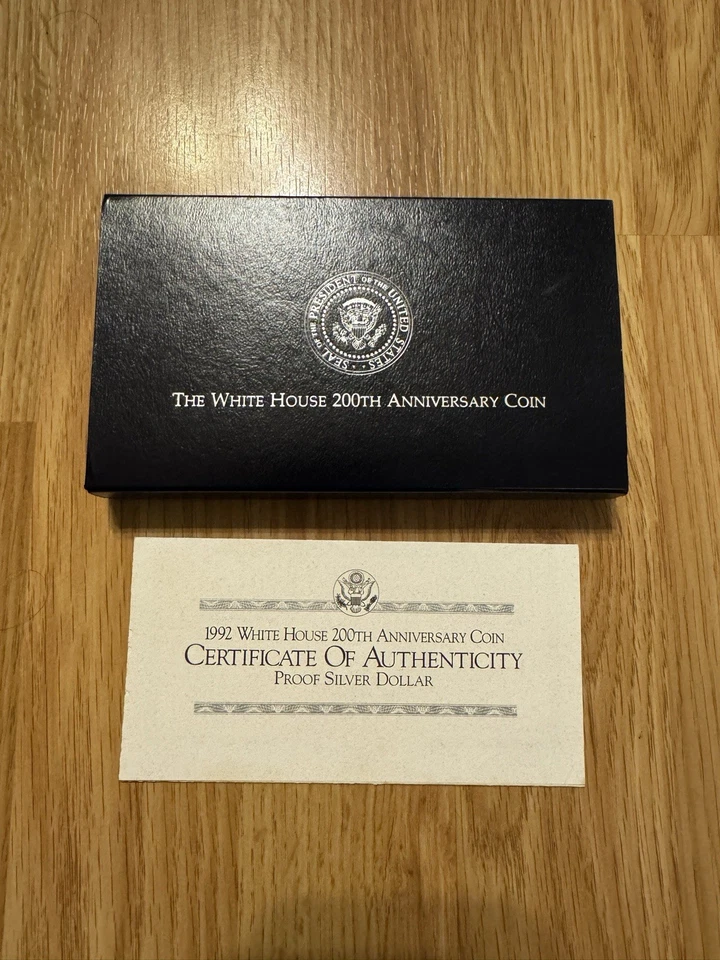 SEAL OF THE PRESIDENT OF THE UNITED STATES
THE WHITE HOUSE 200TH ANNIVERSARY COIN
1992 WHITE HOUSE 200TH ANNIVERSARY COIN
CERTIFICATE OF AUTHENTICITY
PROOF SILVER DOLLAR